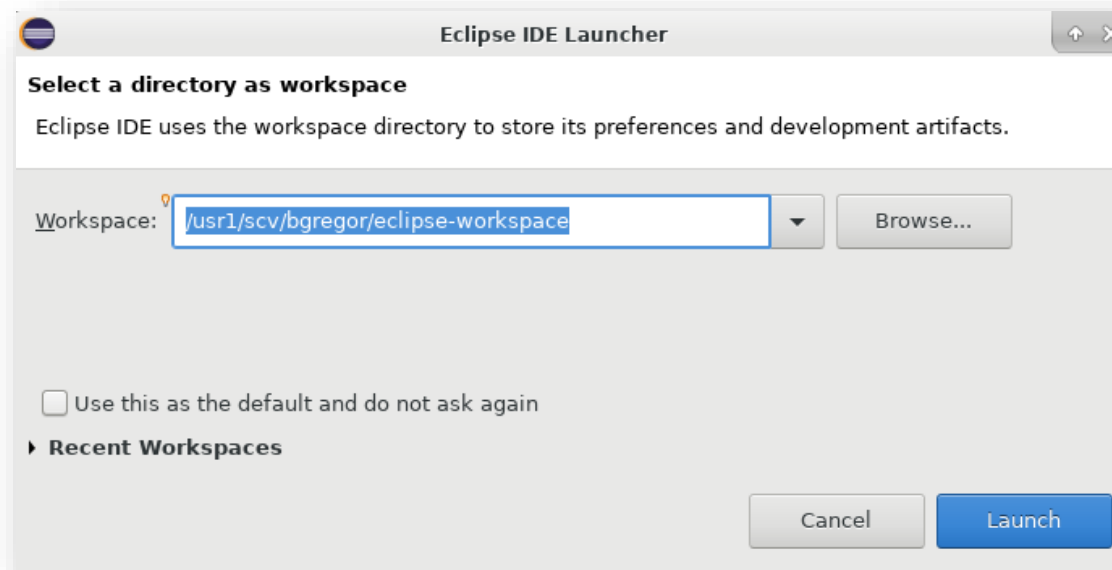 Eclipse IDE Launcher
Select a directory as workspace
Eclipse IDE uses the workspace directory to store its preferences and development artifacts.
Workspace: /usr1/scv/bgregor/eclipse-workspace Browse...
Use this as the default and do not ask again
Recent Workspaces
Cancel Launch